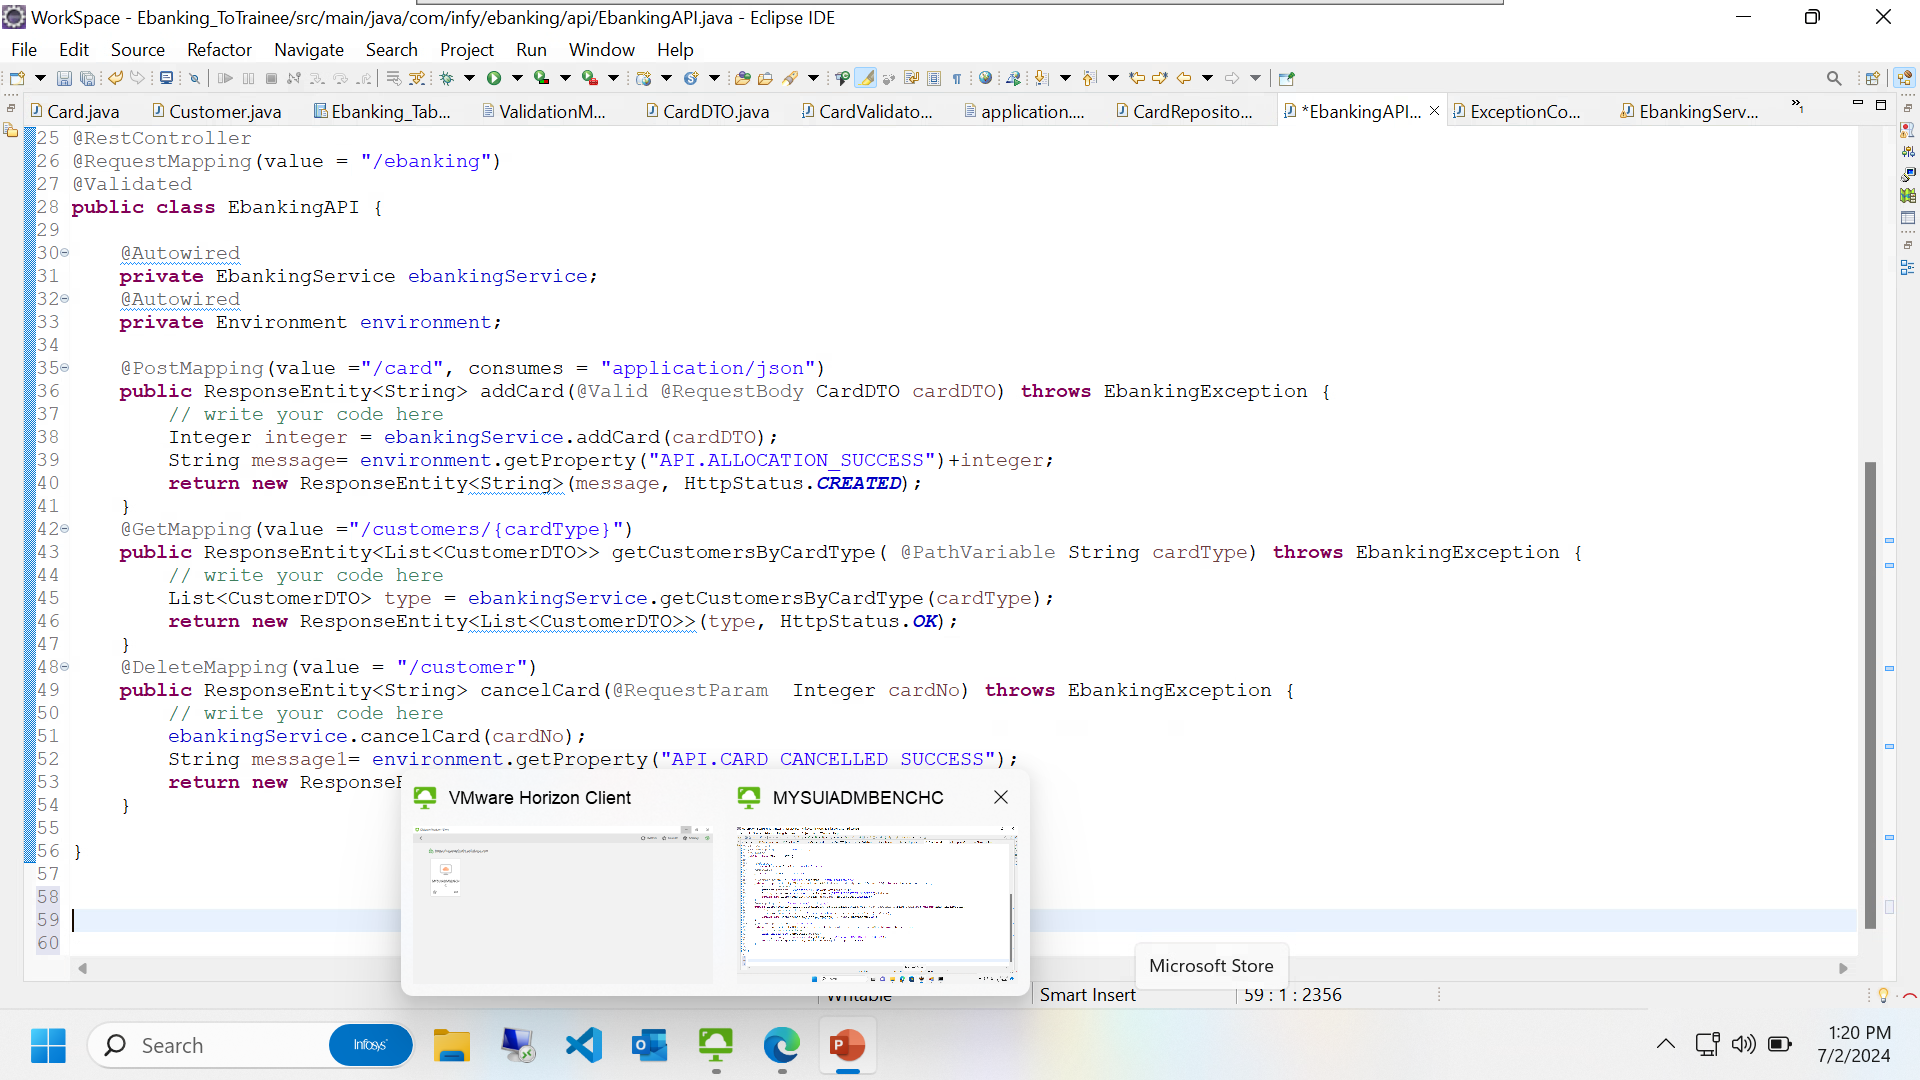 WorkSpace - Ebanking_ToTrainee/src/main/java/com/infy/ebanking/api/EbankingAPI.java - Eclipse IDE
File Edit Source Refactor Navigate Search Project Run Window Help
Card.java Customer.java Ebanking_Tab... ValidationM... CardDTO.java CardValidato... application.... CardReposito... *EbankingAPI... ExceptionCo... EbankingServ... »1
25 @RestController
26 @RequestMapping(value = "/ebanking")
27 @Validated
28 public class EbankingAPI {
29
30 @Autowired
31 private EbankingService ebankingService;
32 @Autowired
33 private Environment environment;
34
35 @PostMapping(value ="/card", consumes = "application/json")
36 public ResponseEntity<String> addCard(@Valid @RequestBody CardDTO cardDTO) throws EbankingException {
37 // write your code here
38 Integer integer = ebankingService.addCard(cardDTO);
39 String message= environment.getProperty("API.ALLOCATION_SUCCESS")+integer;
40 return new ResponseEntity<String>(message, HttpStatus.CREATED);
41 }
42 @GetMapping(value ="/customers/{cardType}")
43 public ResponseEntity<List<CustomerDTO>> getCustomersByCardType( @PathVariable String cardType) throws EbankingException {
44 // write your code here
45 List<CustomerDTO> type = ebankingService.getCustomersByCardType(cardType);
46 return new ResponseEntity<List<CustomerDTO>>(type, HttpStatus.OK);
47 }
48 @DeleteMapping(value = "/customer")
49 public ResponseEntity<String> cancelCard(@RequestParam  Integer cardNo) throws EbankingException {
50 // write your code here
51 ebankingService.cancelCard(cardNo);
52 String message1= environment.getProperty("API.CARD CANCELLED SUCCESS");
53 return new ResponseE
54 }
55
56 }
57
58
59
60
VMware Horizon Client MYSUIADMBENCHC
Microsoft Store
Writable Smart Insert 59 : 1 : 2356
Search Infosys
1:20 PM
7/2/2024